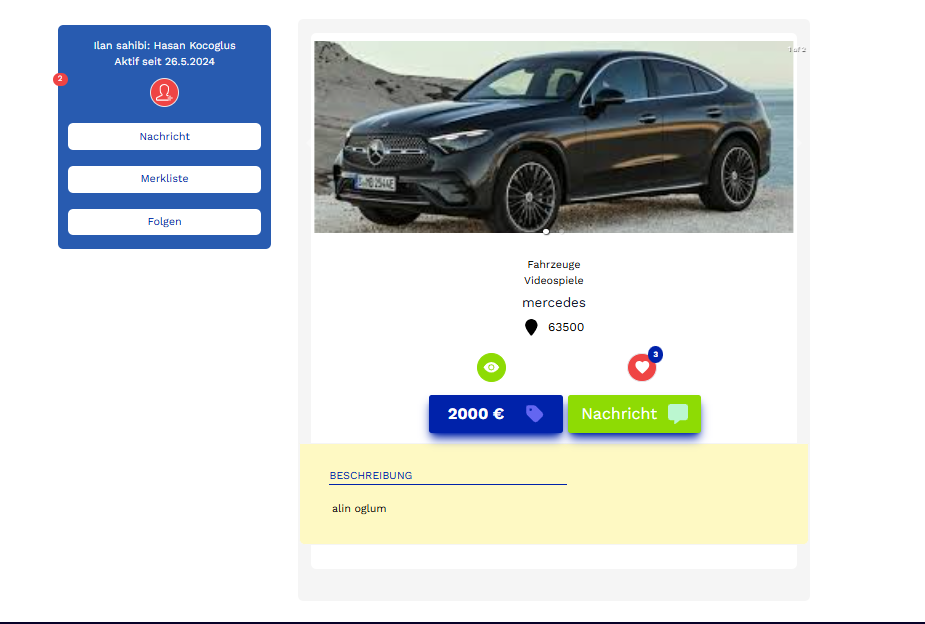 Ilan sahibi: Hasan Kocoglus
Aktif seit 26.5.2024
2
Nachricht
Merkliste
Folgen
1 of 2
Fahrzeuge
Videospiele
mercedes
63500
3
2000 €
Nachricht
BESCHREIBUNG
alin oglum